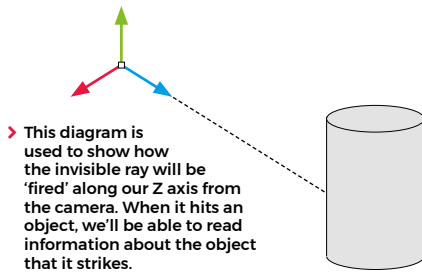 This diagram is
used to show how
the invisible ray will be
‘fired’ along our Z axis from
the camera. When it hits an
object, we’ll be able to read
information about the object
that it strikes.